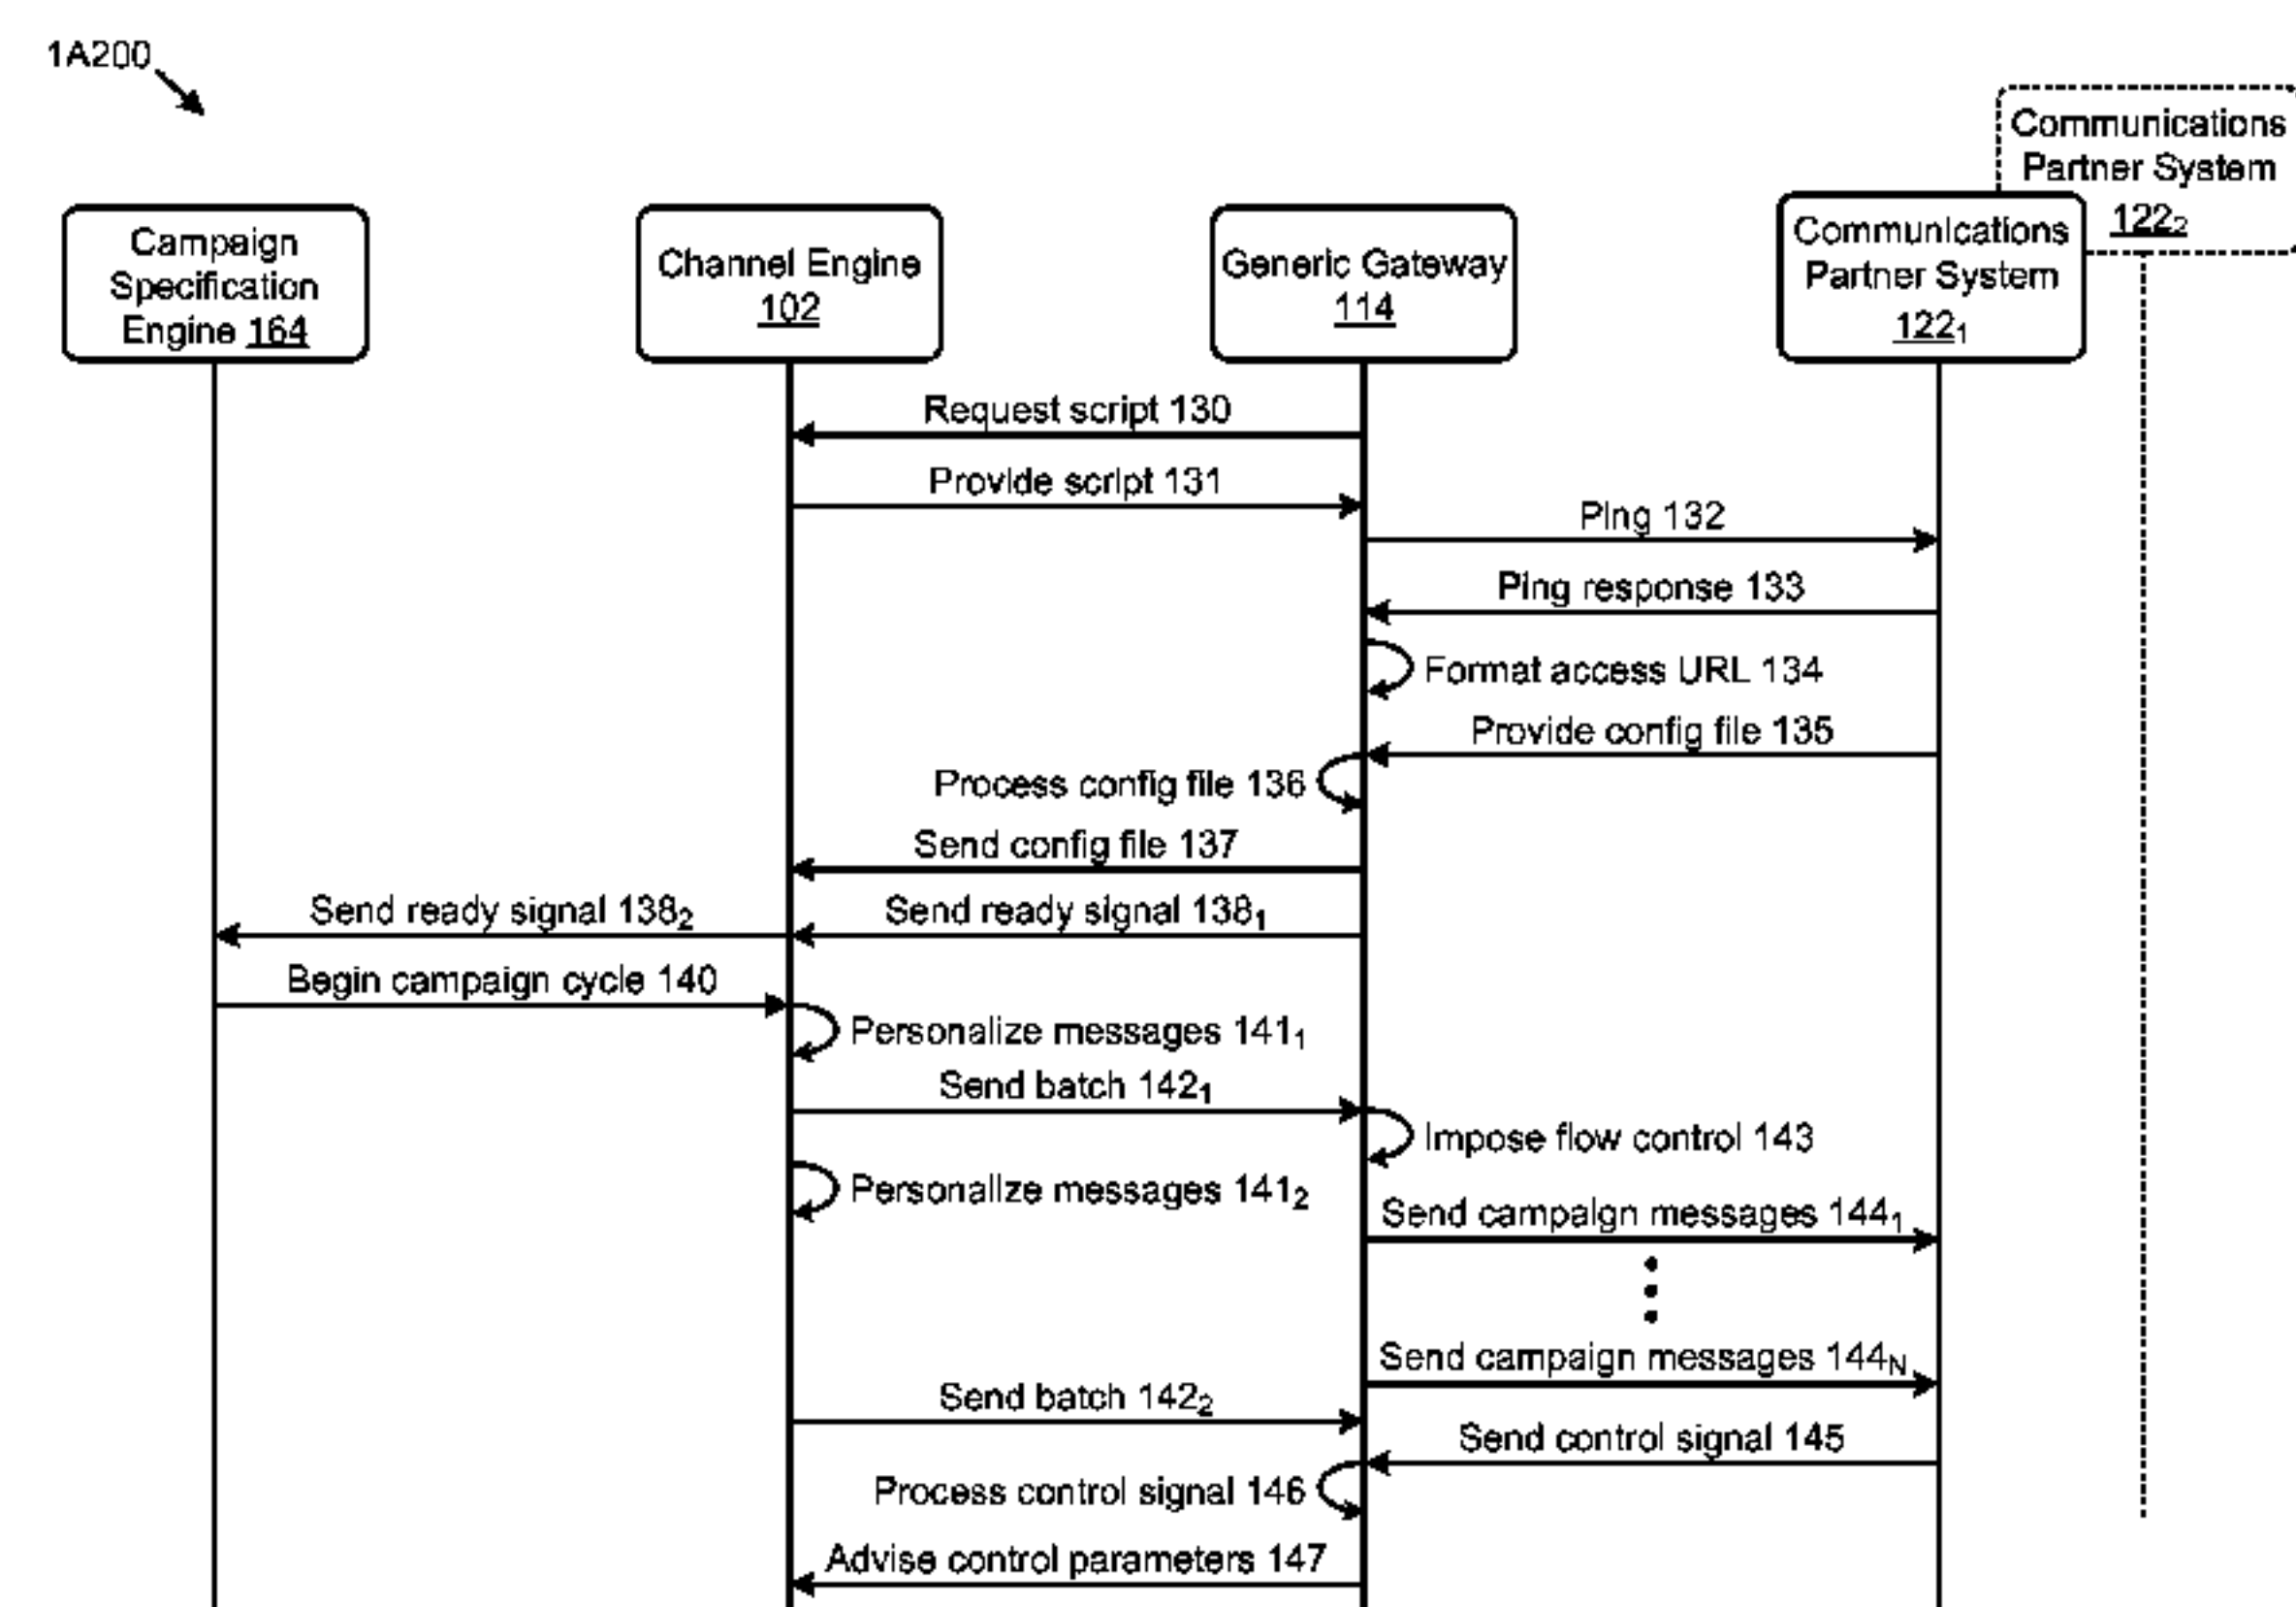 1A200
Communications
Partner System
122₂
Campaign
Specification
Engine 164
Channel Engine
102
Generic Gateway
114
Communications
Partner System
122₁
Request script 130
Provide script 131
Ping 132
Ping response 133
Format access URL 134
Provide config file 135
Process config file 136
Send config file 137
Send ready signal 138₂
Send ready signal 138₁
Begin campaign cycle 140
Personalize messages 141₁
Send batch 142₁
Impose flow control 143
Personalize messages 141₂
Send campaign messages 144₁
Send campaign messages 144N
Send batch 142₂
Send control signal 145
Process control signal 146
Advise control parameters 147